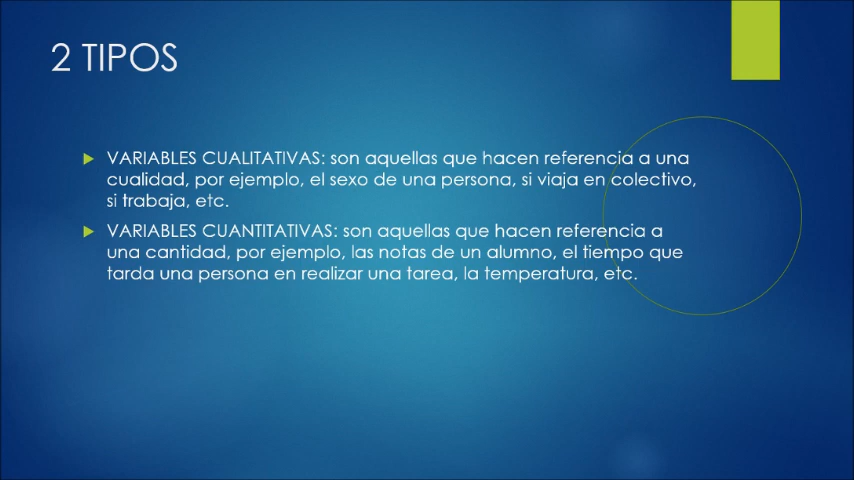 2 TIPOS
VARIABLES CUALITATIVAS: son aquellas que hacen referencia a una
cualidad, por ejemplo, el sexo de una persona, si viaja en colectivo,
si trabaja, etc.
VARIABLES CUANTITATIVAS: son aquellas que hacen referencia a
una cantidad, por ejemplo, las notas de un alumno, el tiempo que
tarda una persona en realizar una tarea, la temperatura, etc.